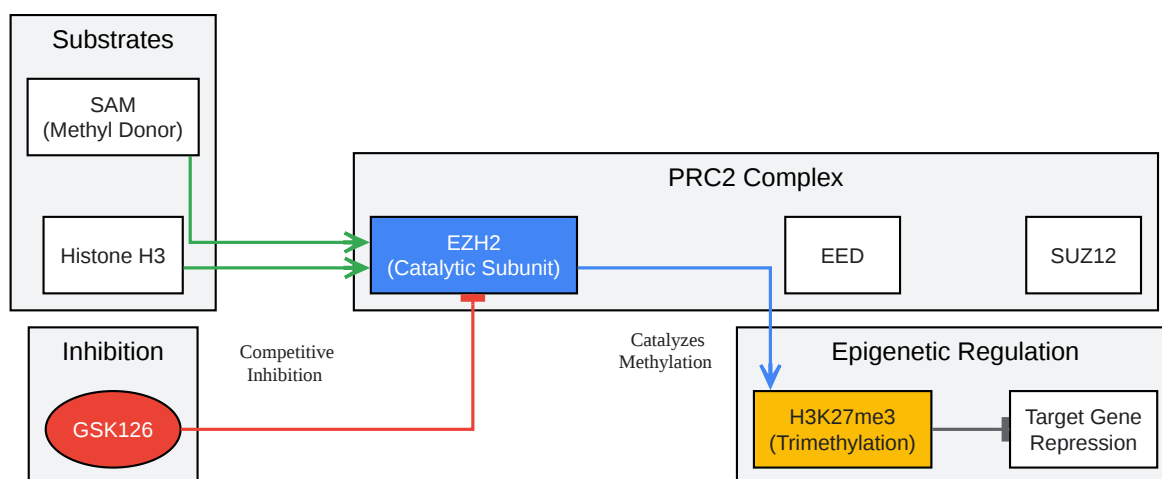 Substrates
SAM
(Methyl Donor)
Histone H3
PRC2 Complex
EZH2
(Catalytic Subunit)
EED
SUZ12
Inhibition
GSK126
Competitive
Inhibition
Catalyzes
Methylation
Epigenetic Regulation
H3K27me3
(Trimethylation)
Target Gene
Repression